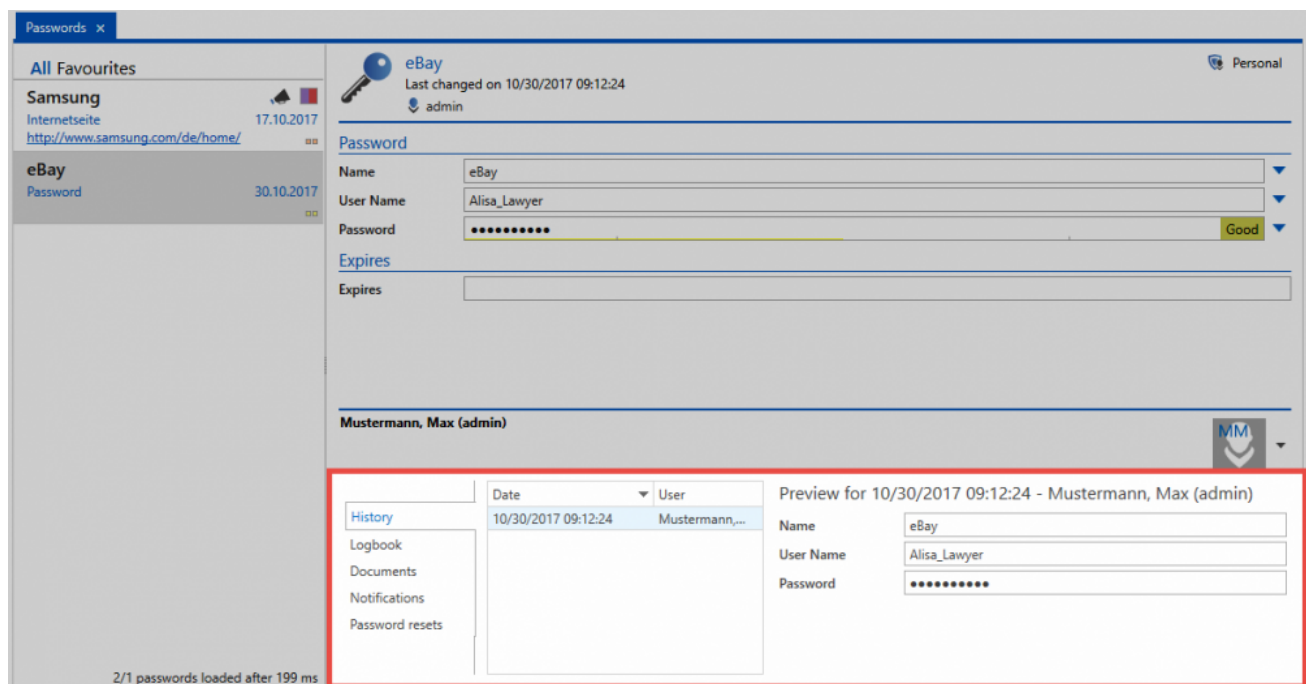 Passwords ×
All Favourites
Samsung
Internetseite 17.10.2017
http://www.samsung.com/de/home/
eBay
Password 30.10.2017
2/1 passwords loaded after 199 ms
eBay
Last changed on 10/30/2017 09:12:24
admin
Personal
Password
Name eBay
User Name Alisa_Lawyer
Password ●●●●●●●●●● Good
Expires
Expires
Mustermann, Max (admin)
MM
History
Logbook
Documents
Notifications
Password resets
Date User
10/30/2017 09:12:24 Mustermann,...
Preview for 10/30/2017 09:12:24 - Mustermann, Max (admin)
Name eBay
User Name Alisa_Lawyer
Password ●●●●●●●●●●